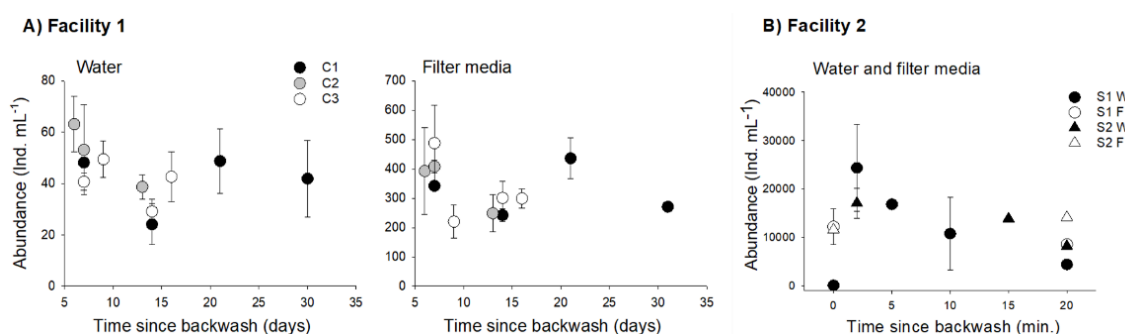 A) Facility 1
B) Facility 2
Water
C1
C2
C3
Abundance (Ind. mL-1)
80
60
40
20
0
5 10 15 20 25 30 35
Time since backwash (days)
Filter media
700
600
500
400
300
200
100
0
5 10 15 20 25 30 35
Time since backwash (days)
Water and filter media
S1 W
S1 F
S2 W
S2 F
Abundance (Ind. mL-1)
40000
30000
20000
10000
0
0 5 10 15 20
Time since backwash (min.)